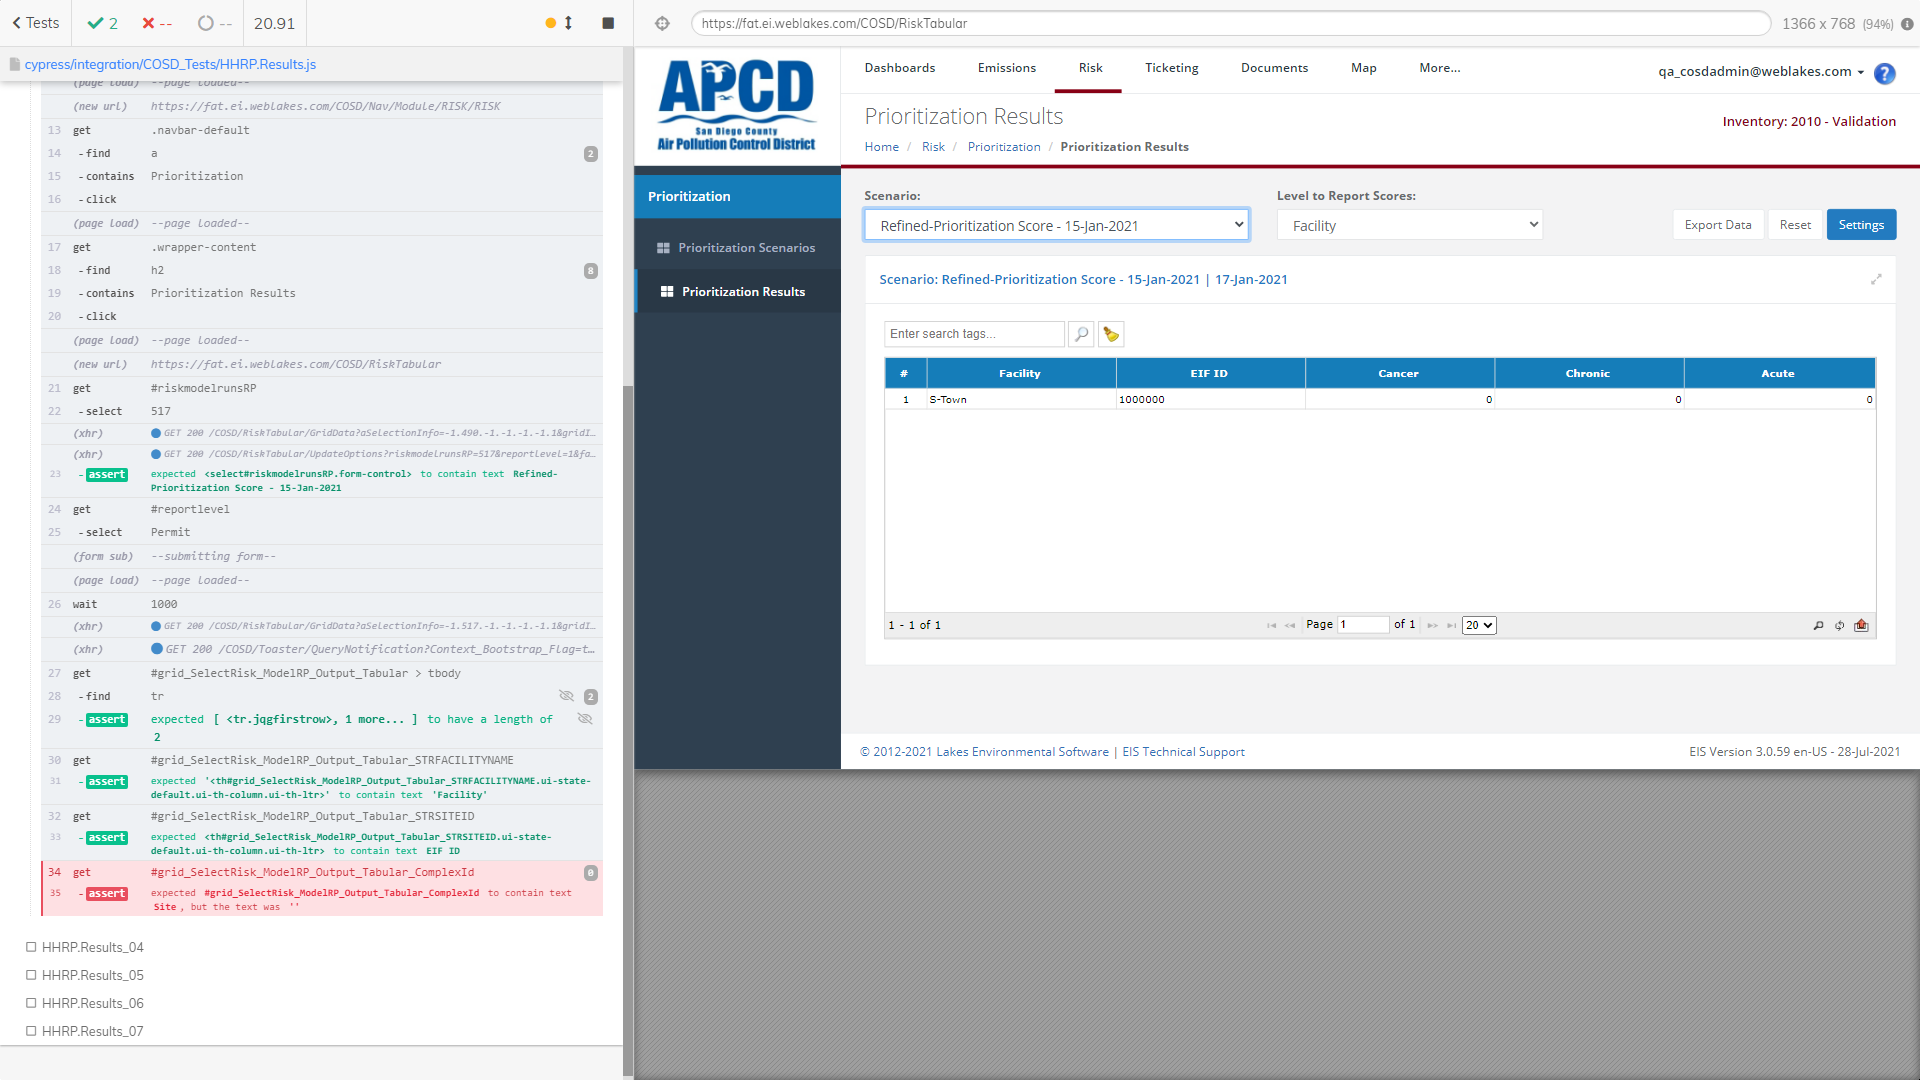 Tests
2
--
--
20.91
cypress/integration/COSD_Tests/HHRP.Results.js
(page load) --page loaded--
(new url) https://fat.ei.weblakes.com/COSD/Nav/Module/RISK/RISK
13 get .navbar-default
14 -find a 2
15 -contains Prioritization
16 -click
(page load) --page loaded--
17 get .wrapper-content
18 -find h2 8
19 -contains Prioritization Results
20 -click
(page load) --page loaded--
(new url) https://fat.ei.weblakes.com/COSD/RiskTabular
21 get #riskmodelrunsRP
22 -select 517
(xhr) GET 200 /COSD/RiskTabular/GridData?aSelectionInfo=-1.490.-1.-1.-1.-1.1&gridI...
(xhr) GET 200 /COSD/RiskTabular/UpdateOptions?riskmodelrunsRP=517&reportlevel=1&fa...
23 -assert expected <select#riskmodelrunsRP.form-control> to contain text Refined-
Prioritization Score - 15-Jan-2021
24 get #reportlevel
25 -select Permit
(form sub) --submitting form--
(page load) --page loaded--
26 wait 1000
(xhr) GET 200 /COSD/RiskTabular/GridData?aSelectionInfo=-1.517.-1.-1.-1.-1.1&gridI...
(xhr) GET 200 /COSD/Toaster/QueryNotification?Context_Bootstrap_Flag=t...
27 get #grid_SelectRisk_ModelRP_Output_Tabular > tbody
28 -find tr 2
29 -assert expected [ <tr.jqgfirstrow>, 1 more... ] to have a length of
2
30 get #grid_SelectRisk_ModelRP_Output_Tabular_STRFACILITYNAME
31 -assert expected '<th#grid_SelectRisk_ModelRP_Output_Tabular_STRFACILITYNAME.ui-state-
default.ui-th-column.ui-th-ltr>' to contain text 'Facility'
32 get #grid_SelectRisk_ModelRP_Output_Tabular_STRSITEID
33 -assert expected <th#grid_SelectRisk_ModelRP_Output_Tabular_STRSITEID.ui-state-
default.ui-th-column.ui-th-ltr> to contain text EIF ID
34 get #grid_SelectRisk_ModelRP_Output_Tabular_ComplexId 0
35 -assert expected #grid_SelectRisk_ModelRP_Output_Tabular_ComplexId to contain text
Site, but the text was ''
HHRP.Results_04
HHRP.Results_05
HHRP.Results_06
HHRP.Results_07
https://fat.ei.weblakes.com/COSD/RiskTabular
1366 x 768 (94%)
APCD
San Diego County
Air Pollution Control District
Dashboards Emissions Risk Ticketing Documents Map More...
qa_cosdadmin@weblakes.com
?
Prioritization Results
Inventory: 2010 - Validation
Home / Risk / Prioritization / Prioritization Results
Prioritization
Prioritization Scenarios
Prioritization Results
Scenario:
Level to Report Scores:
Refined-Prioritization Score - 15-Jan-2021
Facility
Export Data
Reset
Settings
Scenario: Refined-Prioritization Score - 15-Jan-2021 | 17-Jan-2021
Enter search tags...
# Facility EIF ID Cancer Chronic Acute
1 S-Town 1000000 0 0 0
1 - 1 of 1
Page 1 of 1
20
© 2012-2021 Lakes Environmental Software | EIS Technical Support
EIS Version 3.0.59 en-US - 28-Jul-2021